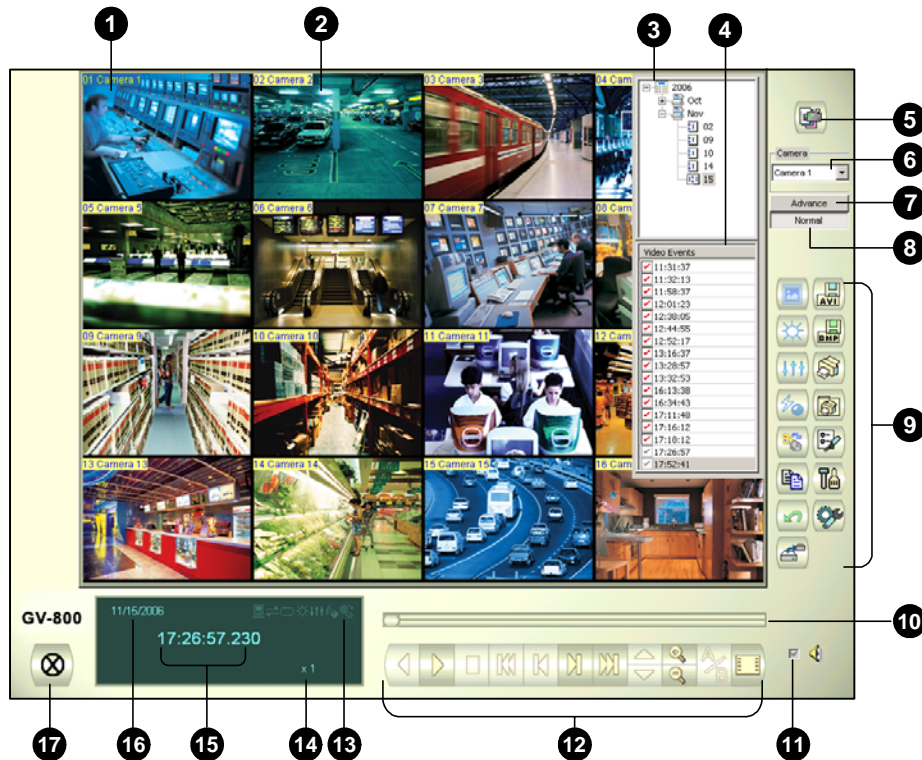 1
2
3
4
01 Camera 1
02 Camera 2
03 Camera 3
04 Cam
2006
Oct
Nov
02
09
10
14
15
5
Camera
6
Camera 1
Advance
7
Normal
8
05 Camera 5
06 Camera 6
07 Camera 7
08 Came
Video Events
11:31:37
11:32:13
11:58:37
12:01:23
12:38:05
12:44:55
12:52:17
13:16:37
13:28:57
13:32:53
16:13:38
16:34:43
17:11:48
17:16:12
17:18:12
17:26:57
17:52:41
AVI
BMP
9
09 Camera 9
10 Camera 10
11 Camera 11
12 Came
13 Camera 13
14 Camera 14
15 Camera 15
16 Cam
GV-800
11/15/2006
17:26:57.230
x 1
A/B
10
17
16
15
14
13
12
11